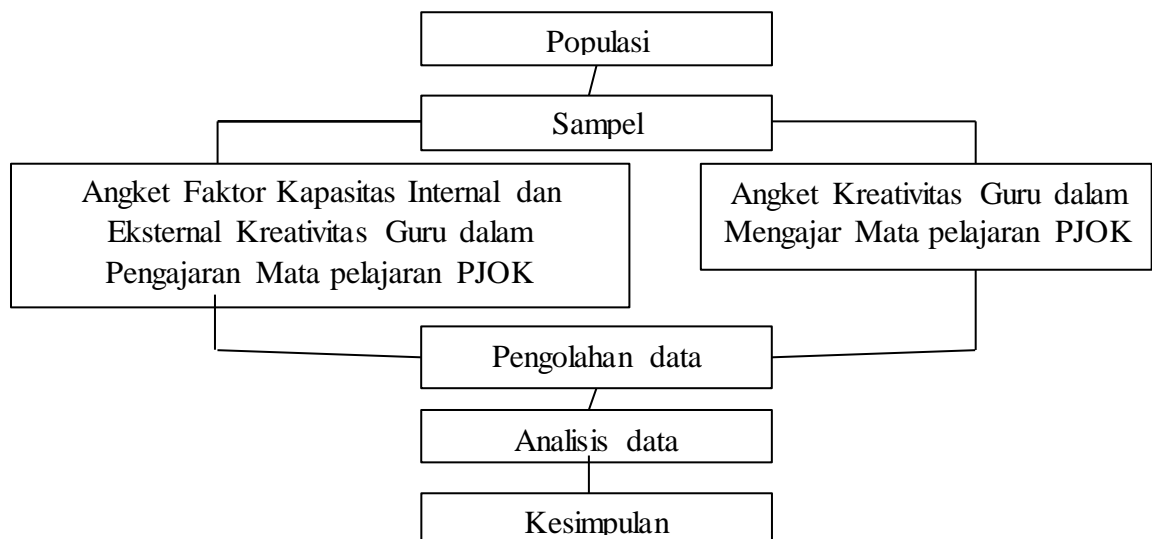 Populasi
Sampel
Angket Faktor Kapasitas Internal dan
Eksternal Kreativitas Guru dalam
Pengajaran Mata pelajaran PJOK
Angket Kreativitas Guru dalam
Mengajar Mata pelajaran PJOK
Pengolahan data
Analisis data
Kesimpulan